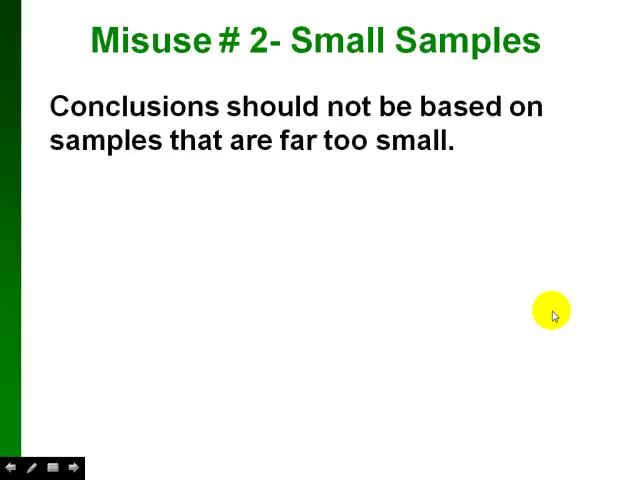 Misuse # 2- Small Samples
Conclusions should not be based on
samples that are far too small.